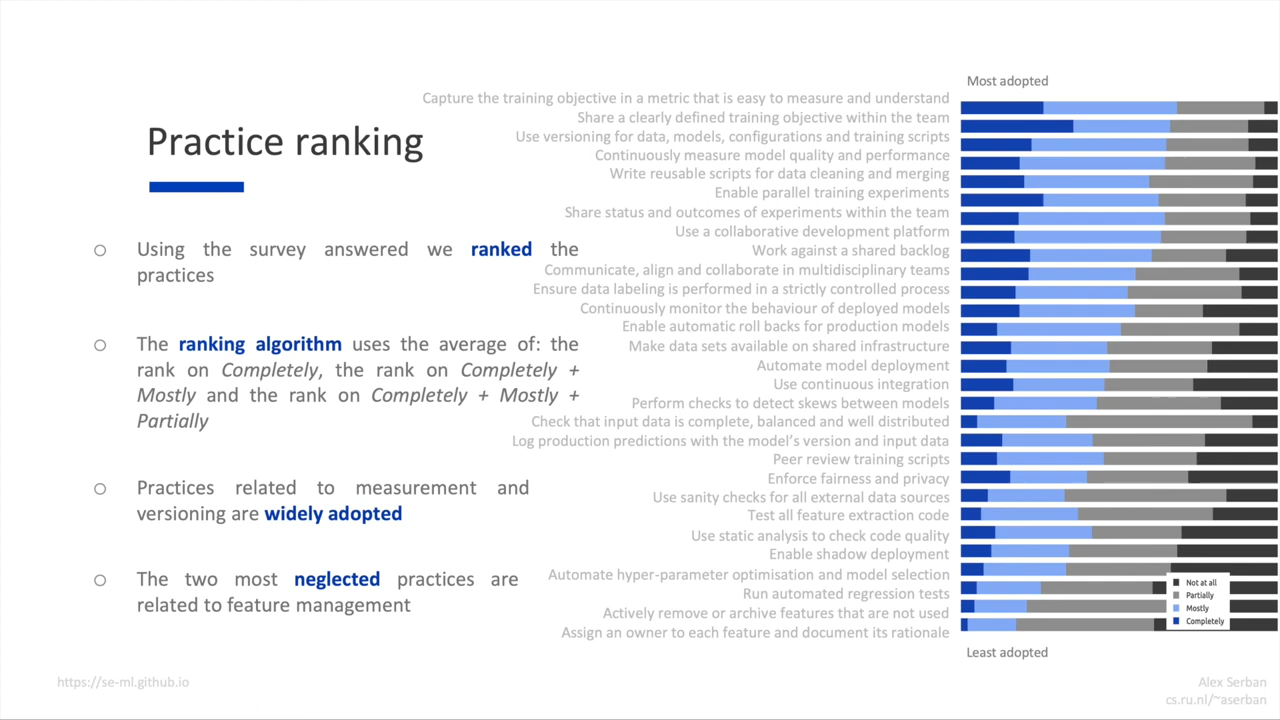 Practice ranking
○ Using the survey answered we ranked the
practices
○ The ranking algorithm uses the average of: the
rank on Completely, the rank on Completely +
Mostly and the rank on Completely + Mostly +
Partially
○ Practices related to measurement and
versioning are widely adopted
○ The two most neglected practices are
related to feature management
Most adopted
Capture the training objective in a metric that is easy to measure and understand
Share a clearly defined training objective within the team
Use versioning for data, models, configurations and training scripts
Continuously measure model quality and performance
Write reusable scripts for data cleaning and merging
Enable parallel training experiments
Share status and outcomes of experiments within the team
Use a collaborative development platform
Work against a shared backlog
Communicate, align and collaborate in multidisciplinary teams
Ensure data labeling is performed in a strictly controlled process
Continuously monitor the behaviour of deployed models
Enable automatic roll backs for production models
Make data sets available on shared infrastructure
Automate model deployment
Use continuous integration
Perform checks to detect skews between models
Check that input data is complete, balanced and well distributed
Log production predictions with the model's version and input data
Peer review training scripts
Enforce fairness and privacy
Use sanity checks for all external data sources
Test all feature extraction code
Use static analysis to check code quality
Enable shadow deployment
Automate hyper-parameter optimisation and model selection
Run automated regression tests
Actively remove or archive features that are not used
Assign an owner to each feature and document its rationale
Not at all
Partially
Mostly
Completely
Least adopted
https://se-ml.github.io
Alex Serban
cs.ru.nl/~aserban